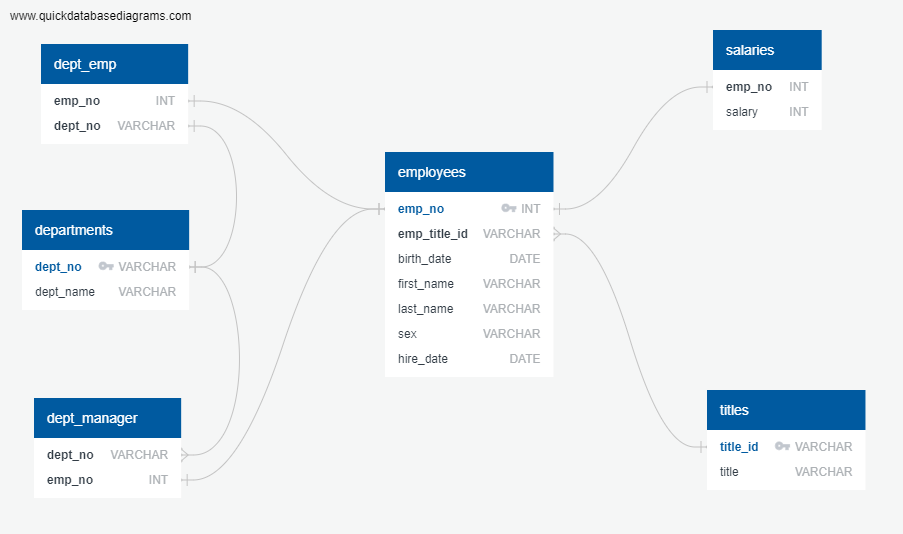 www.quickdatabasediagrams.com
dept_emp
emp_no INT
dept_no VARCHAR
departments
dept_no VARCHAR
dept_name VARCHAR
dept_manager
dept_no VARCHAR
emp_no INT
employees
emp_no INT
emp_title_id VARCHAR
birth_date DATE
first_name VARCHAR
last_name VARCHAR
sex VARCHAR
hire_date DATE
salaries
emp_no INT
salary INT
titles
title_id VARCHAR
title VARCHAR